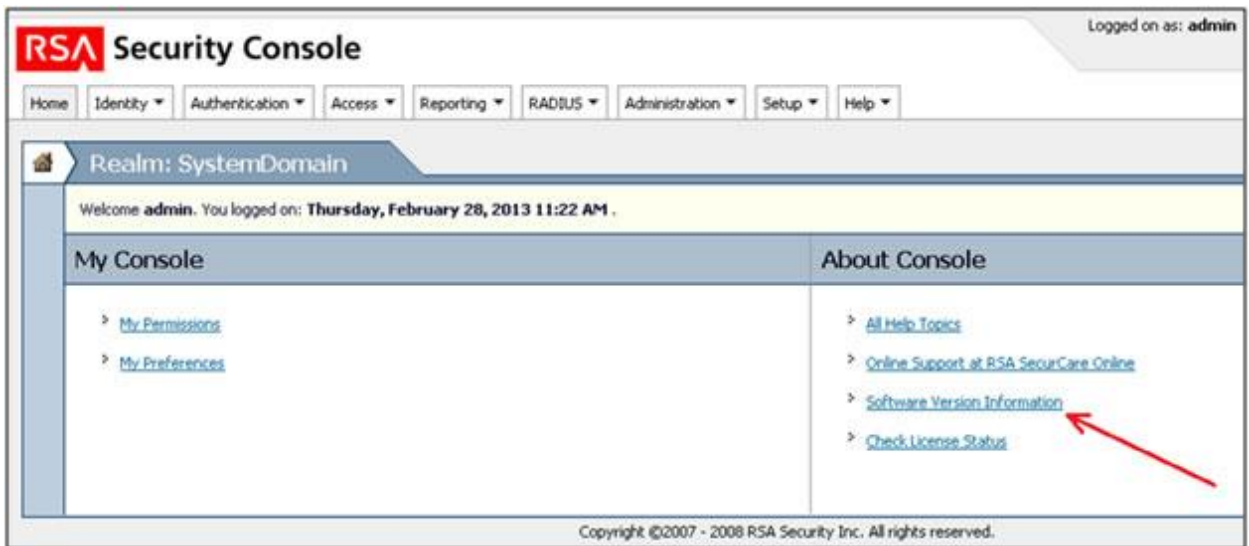 Logged on as: admin
RSA Security Console
Home Identity Authentication Access Reporting RADIUS Administration Setup Help
Realm: SystemDomain
Welcome admin. You logged on: Thursday, February 28, 2013 11:22 AM .
My Console
My Permissions
My Preferences
About Console
All Help Topics
Online Support at RSA SecurCare Online
Software Version Information
Check License Status
Copyright ©2007 - 2008 RSA Security Inc. All rights reserved.